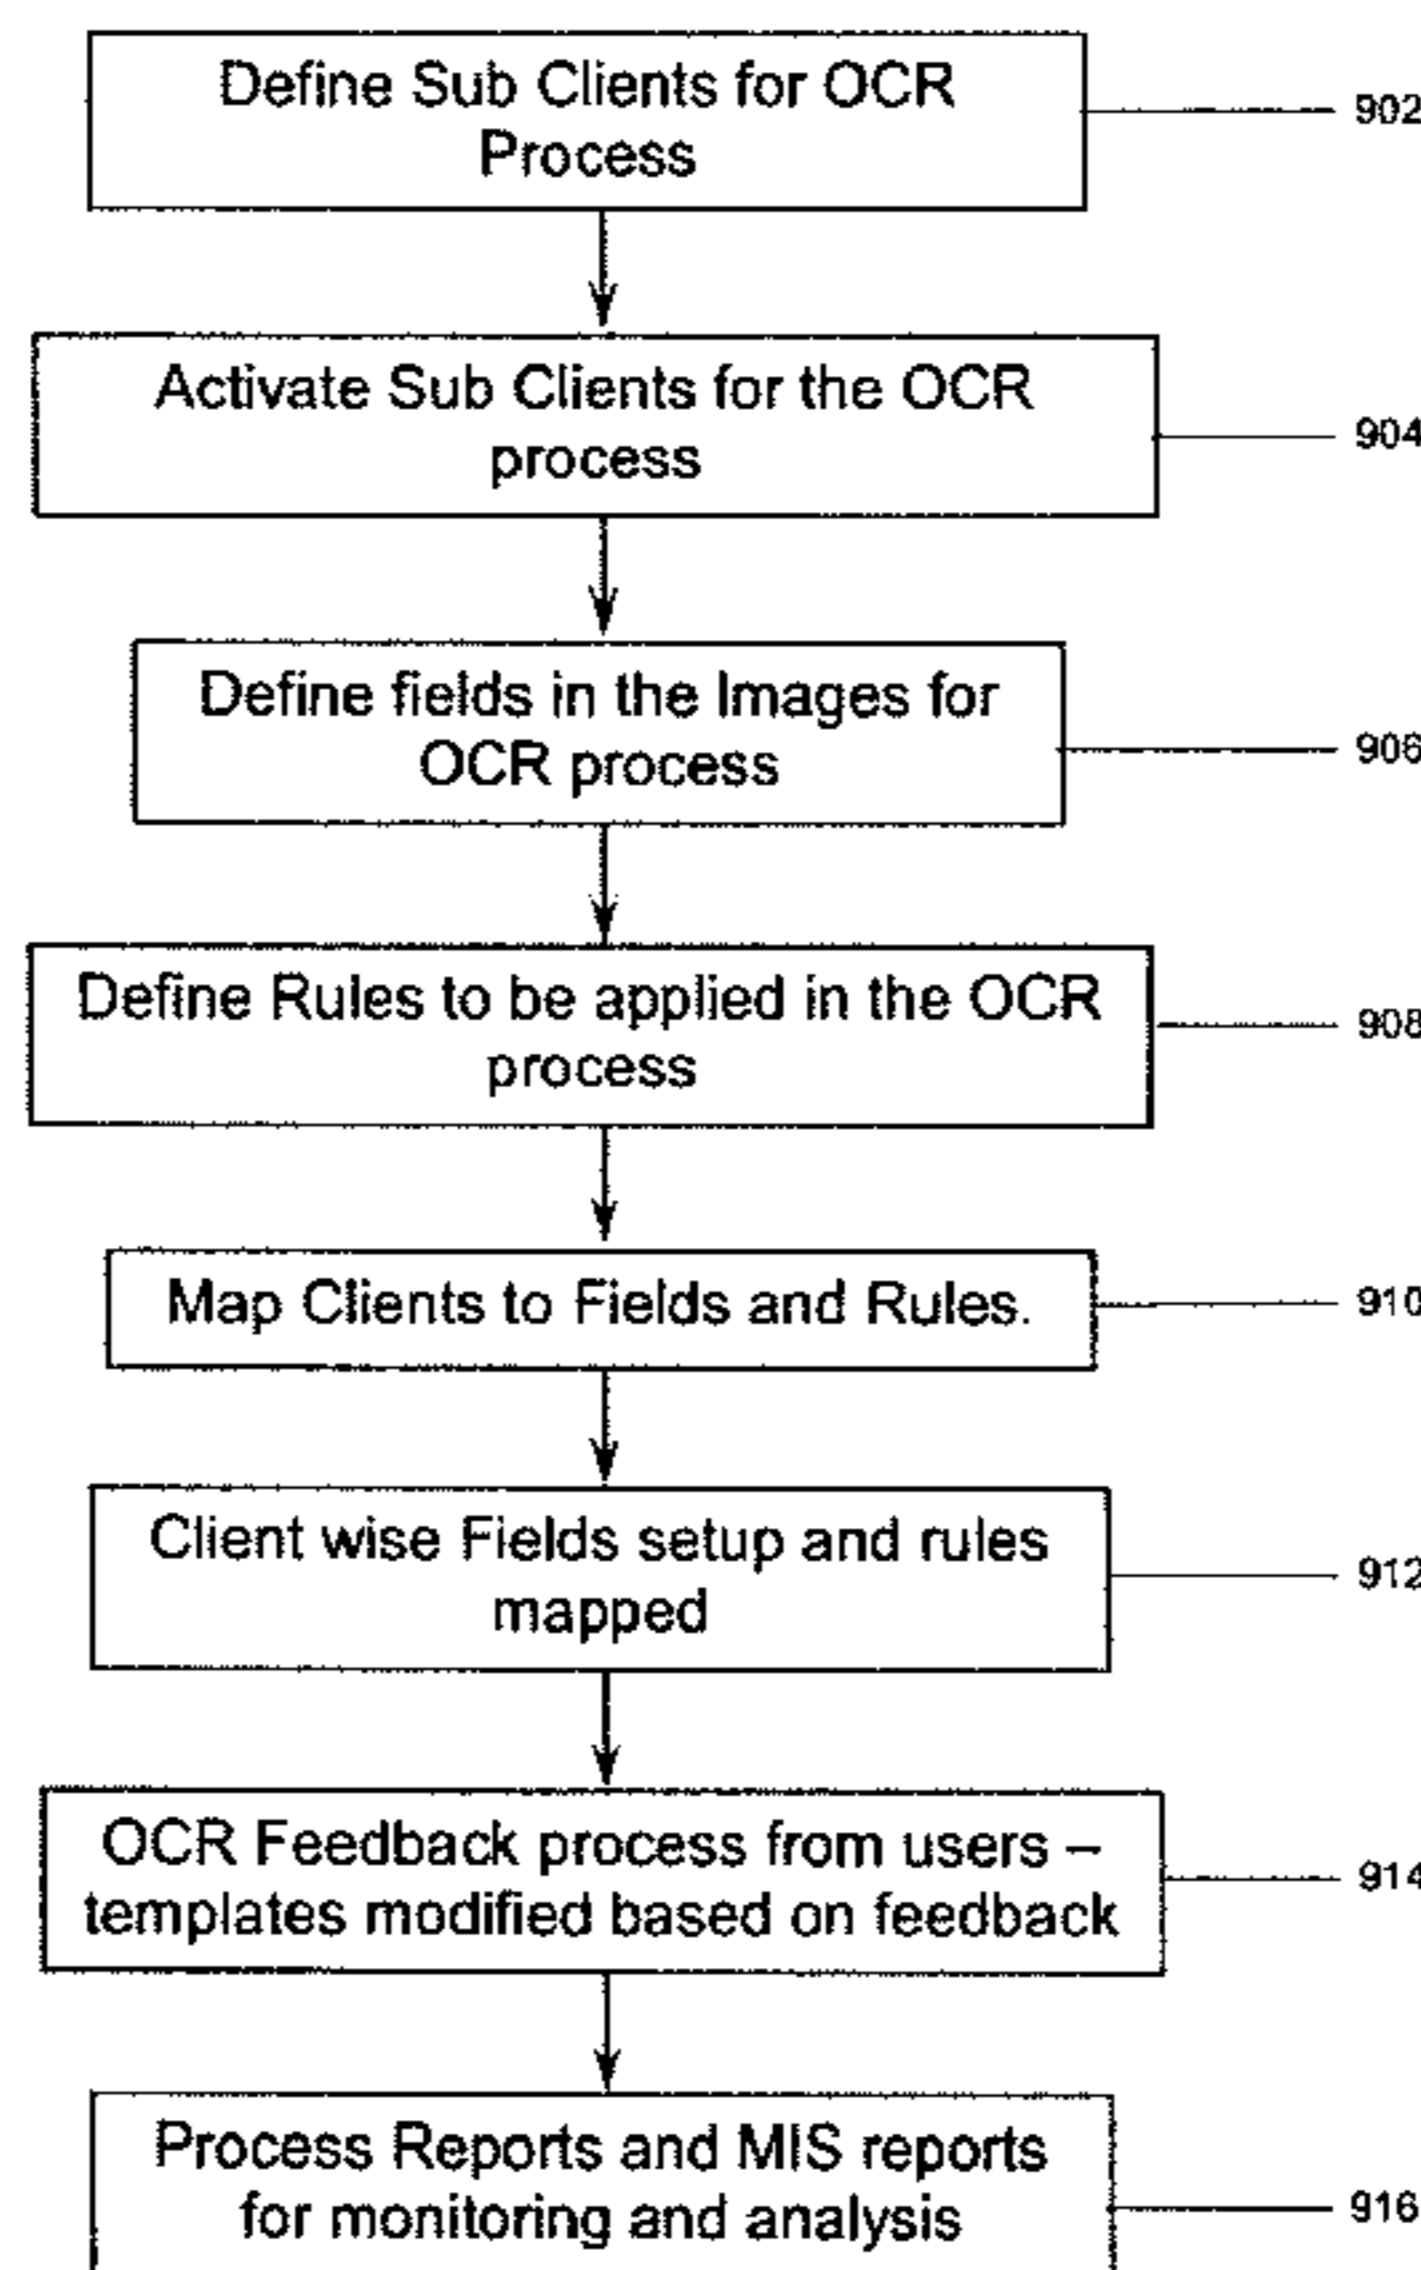 Define Sub Clients for OCR
Process
902
Activate Sub Clients for the OCR
process
904
Define fields in the Images for
OCR process
906
Define Rules to be applied in the OCR
process
908
Map Clients to Fields and Rules.
910
Client wise Fields setup and rules
mapped
912
OCR Feedback process from users –
templates modified based on feedback
914
Process Reports and MIS reports
for monitoring and analysis
916